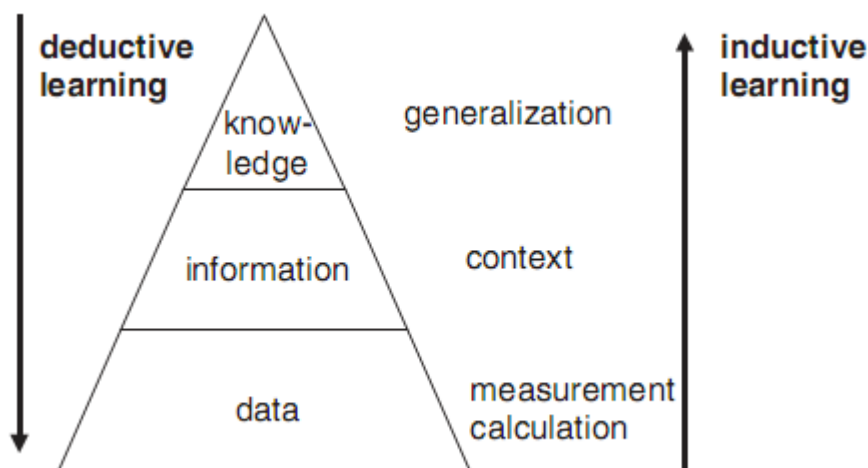 deductive
learning
inductive
learning
know-
ledge
generalization
information
context
data
measurement
calculation